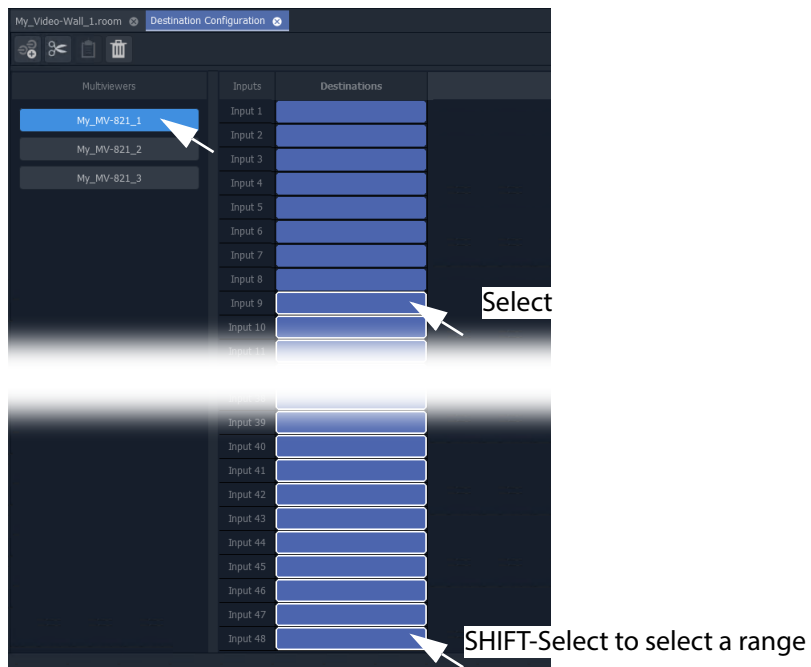 My_Video-Wall_1.room Destination Configuration
Multiviewers Inputs Destinations
My_MV-821_1
My_MV-821_2
My_MV-821_3
Input 1
Input 2
Input 3
Input 4
Input 5
Input 6
Input 7
Input 8
Input 9
Select
Input 10
Input 11
Input 39
Input 40
Input 41
Input 42
Input 43
Input 44
Input 45
Input 46
Input 47
Input 48
SHIFT-Select to select a range